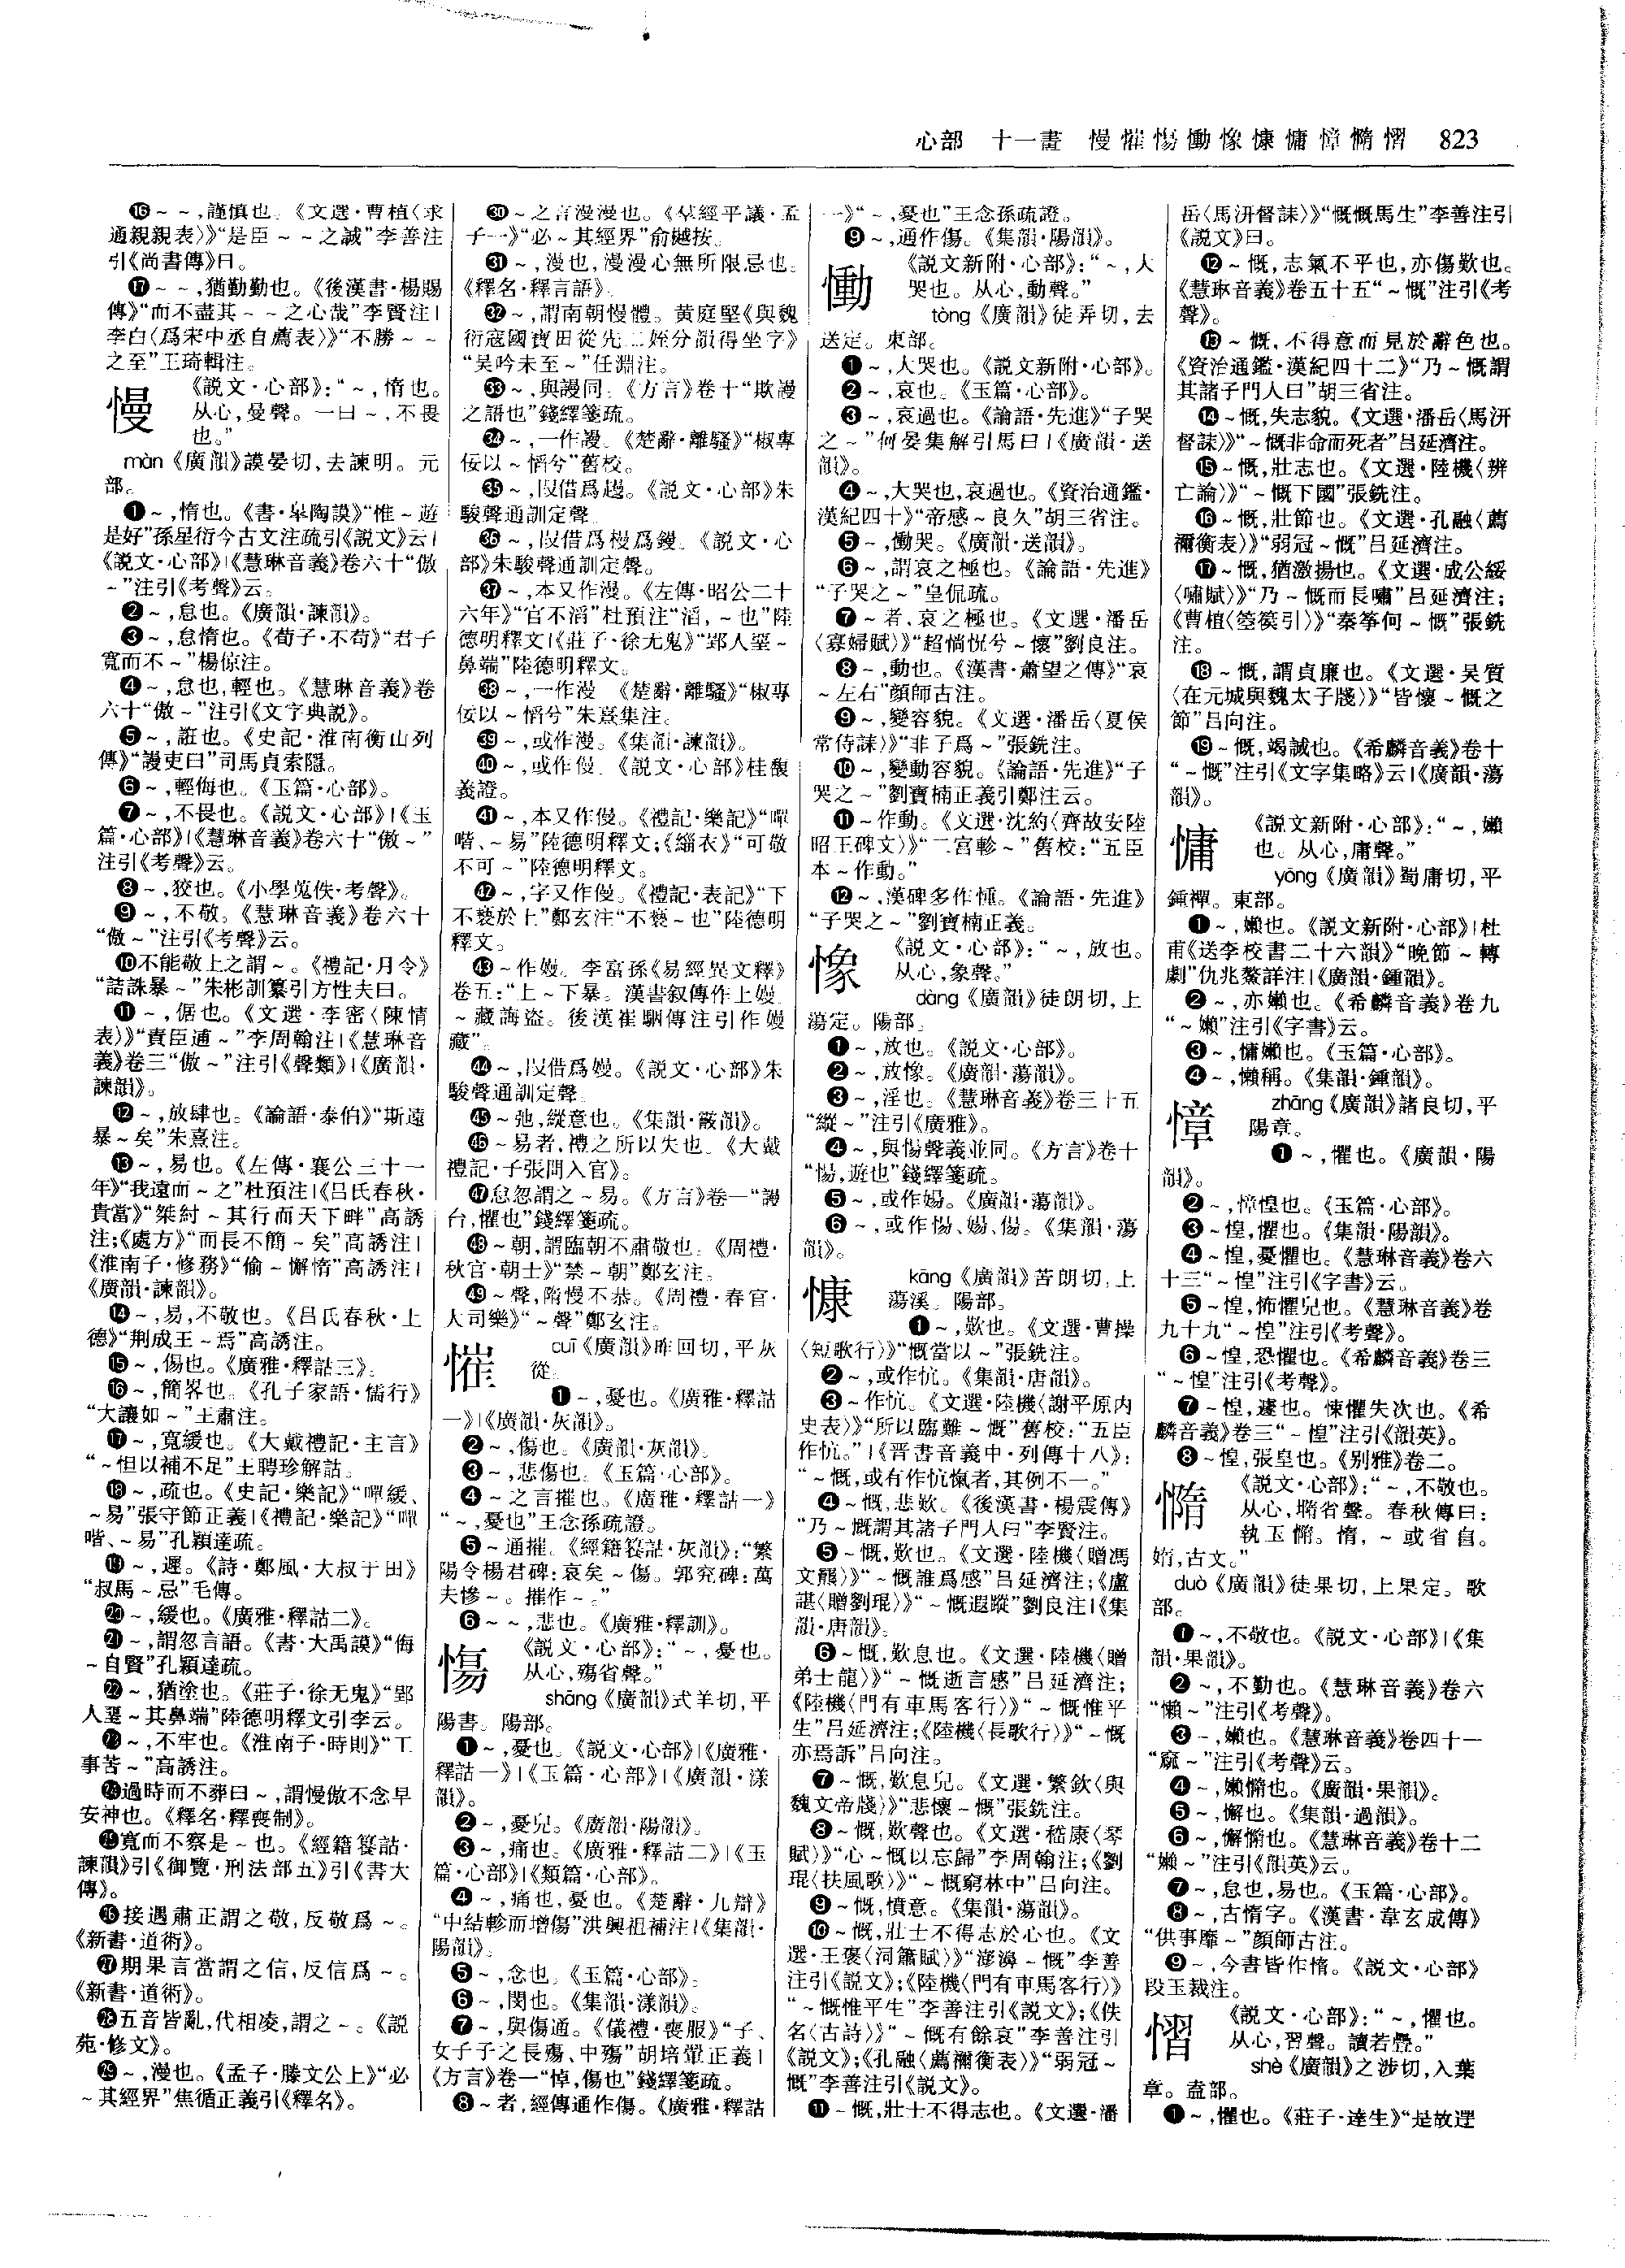 心部　十一畫　慢慛慯慟惷慷慵慞憜慴　823
⓰～～,謹慎也。《文選·曹植〈求
通親親表〉》“是臣～～之誠”李善注
引《尚書傳》曰。
⓱～～,猶勤勤也。《後漢書·楊賜
傳》“而不盡其～～之心哉”李賢注|
李白〈爲宋中丞自薦表〉》“不勝～～
之至”王琦輯注。
慢
《説文·心部》：“～,惰也。
从心,曼聲。一曰～,不畏
也。”
màn《廣韻》謨晏切,去諫明。元
部。
❶～,惰也。《書·皋陶謨》“惟～遊
是好”孫星衍今古文注疏引《説文》云|
《説文·心部》|《慧琳音義》卷六十“傲
～”注引《考聲》云。
❷～,怠也。《廣韻·諫韻》。
❸～,怠惰也。《荀子·不苟》“君子
寬而不～”楊倞注。
❹～,怠也,輕也。《慧琳音義》卷
六十“傲～”注引《文字典説》。
❺～,誑也。《史記·淮南衡山列
傳》“謾吏曰”司馬貞索隱。
❻～,輕侮也。《玉篇·心部》。
❼～,不畏也。《説文·心部》|《玉
篇·心部》|《慧琳音義》卷六十“傲～”
注引《考聲》云。
❽～,狡也。《小學蒐佚·考聲》。
❾～,不敬。《慧琳音義》卷六十
“傲～”注引《考聲》云。
❿不能敬上之謂～。《禮記·月令》
“詰誅暴～”朱彬訓纂引方性夫曰。
⓫～,倨也。《文選·李密〈陳情
表〉》“責臣逋～”李周翰注|《慧琳音
義》卷三“傲～”注引《聲類》|《廣韻·
諫韻》。
⓬～,放肆也。《論語·泰伯》“斯遠
暴～矣”朱熹注。
⓭～,易也。《左傳·襄公三十一
年》“我遠而～之”杜預注|《吕氏春秋·
貴當》“桀紂～其行而天下畔”高誘
注;《處方》“而長不簡～矣”高誘注|
《淮南子·修務》“偷～懈惰”高誘注|
《廣韻·諫韻》。
⓮～,易,不敬也。《吕氏春秋·上
德》“荆成王～焉”高誘注。
⓯～,傷也。《廣雅·釋詁三》。
⓰～,簡畧也。《孔子家語·儒行》
“大讓如～”王肅注。
⓱～,寬緩也。《大戴禮記·主言》
“～怛以補不足”王聘珍解詁。
⓲～,疏也。《史記·樂記》“嘽緩、
～易”張守節正義|《禮記·樂記》“嘽
嘻、～易”孔穎達疏。
⓳～,遲。《詩·鄭風·大叔于田》
“叔馬～忌”毛傳。
⓴～,緩也。《廣雅·釋詁二》。
㉑～,謂忽言語。《書·大禹謨》“侮
～自賢”孔穎達疏。
㉒～,猶塗也。《莊子·徐无鬼》“郢
人堊～其鼻端”陸德明釋文引李云。
㉓～,不牢也。《淮南子·時則》“工
事苦～”高誘注。
㉔過時而不葬曰～,謂慢傲不念早
安神也。《釋名·釋喪制》。
㉕寬而不察是～也。《經籍籑詁·
諫韻》引《御覽·刑法部五》引《書大
傳》。
㉖接遇肅正謂之敬,反敬爲～。
《新書·道術》。
㉗期果言當謂之信,反信爲～。
《新書·道術》。
㉘五音皆亂,代相凌,謂之～。《説
苑·修文》。
㉙～,漫也。《孟子·滕文公上》“必
～其經界”焦循正義引《釋名》。
㉚～之言漫漫也。《羣經平議·孟
子一》“必～其經界”俞樾按。
㉛～,漫也,漫漫心無所限忌也。
《釋名·釋言語》。
㉜～,謂南朝慢體。黄庭堅《與魏
衍寇國寶田從先二姪分韻得坐字》
“吴吟未至～”任淵注。
㉝～,與謾同。《方言》卷十“欺謾
之語也”錢繹箋疏。
㉞～,一作謾。《楚辭·離騷》“椒專
佞以～慆兮”舊校。
㉟～,叚借爲趧。《説文·心部》朱
駿聲通訓定聲。
㊱～,叚借爲槾爲鏝。《説文·心
部》朱駿聲通訓定聲。
㊲～,本又作漫。《左傳·昭公二十
六年》“官不滔”杜預注“滔,～也”陸
德明釋文|《莊子·徐无鬼》“郢人堊～
鼻端”陸德明釋文。
㊳～,一作漫。《楚辭·離騷》“椒專
佞以～慆兮”朱熹集注。
㊴～,或作漫。《集韻·諫韻》。
㊵～,或作僈。《説文·心部》桂馥
義證。
㊶～,本又作僈。《禮記·樂記》“嘽
嘻、～易”陸德明釋文;《緇衣》“可敬
不可～”陸德明釋文。
㊷～,字又作僈。《禮記·表記》“下
不褻於上”鄭玄注“不褻～也”陸德明
釋文。
㊸～作嫚。李富孫《易經異文釋》
卷五：“上～下暴。漢書叙傳作上嫚。
～藏誨盗。後漢崔駰傳注引作嫚
藏”。
㊹～,叚借爲嫚。《説文·心部》朱
駿聲通訓定聲。
㊺～弛,縱意也。《集韻·籔韻》。
㊻～易者,禮之所以失也。《大戴
禮記·子張問入官》。
㊼怠忽謂之～易。《方言》卷一“謾
台,懼也”錢繹箋疏。
㊽～朝,謂臨朝不肅敬也。《周禮·
秋官·朝士》“禁～朝”鄭玄注。
㊾～聲,惰慢不恭。《周禮·春官·
大司樂》“～聲”鄭玄注。
慛
cuī《廣韻》昨回切,平灰
從。
❶～,憂也。《廣雅·釋詁
一》|《廣韻·灰韻》。
❷～,傷也。《廣韻·灰韻》。
❸～,悲傷也。《玉篇·心部》。
❹～之言摧也。《廣雅·釋詁一》
“～,憂也”王念孫疏證。
❺～通摧。《經籍籑詁·灰韻》：“繁
陽令楊君碑：哀矣～傷。郭究碑：萬
夫慘～。摧作～。”
❻～～,悲也。《廣雅·釋訓》。
慯
《説文·心部》：“～,憂也。
从心,殤省聲。”
shāng《廣韻》式羊切,平
陽書。陽部。
❶～,憂也。《説文·心部》|《廣雅·
釋詁一》|《玉篇·心部》|《廣韻·漾
韻》。
❷～,憂皃。《廣韻·陽韻》。
❸～,痛也。《廣雅·釋詁二》|《玉
篇·心部》|《類篇·心部》。
❹～,痛也,憂也。《楚辭·九辯》
“中結軫而增傷”洪興祖補注|《集韻·
陽韻》。
❺～,念也。《玉篇·心部》。
❻～,閔也。《集韻·漾韻》。
❼～,與傷通。《儀禮·喪服》“子、
女子子之長殤、中殤”胡培翬正義|
《方言》卷一“悼,傷也”錢繹箋疏。
❽～者,經傳通作傷。《廣雅·釋詁
一》“～,憂也”王念孫疏證。
❾～,通作傷。《集韻·陽韻》。
慟
《説文新附·心部》：“～,大
哭也。从心,動聲。”
tòng《廣韻》徒弄切,去
送定。東部。
❶～,大哭也。《説文新附·心部》。
❷～,哀也。《玉篇·心部》。
❸～,哀過也。《論語·先進》“子哭
之～”何晏集解引馬曰|《廣韻·送
韻》。
❹～,大哭也,哀過也。《資治通鑑·
漢紀四十》“帝感～良久”胡三省注。
❺～,慟哭。《廣韻·送韻》。
❻～,謂哀之極也。《論語·先進》
“子哭之～”皇侃疏。
❼～者,哀之極也。《文選·潘岳
〈寡婦賦〉》“超惝怳兮～懷”劉良注。
❽～,動也。《漢書·蕭望之傳》“哀
～左右”顔師古注。
❾～,變容貌。《文選·潘岳〈夏侯
常侍誄〉》“非子爲～”張銑注。
❿～,變動容貌。《論語·先進》“子
哭之～”劉寶楠正義引鄭注云。
⓫～作動。《文選·沈約〈齊故安陸
昭王碑文〉》“二宫軫～”舊校：“五臣
本～作動。”
⓬～,漢碑多作㣫。《論語·先進》
“子哭之～”劉寶楠正義。
憿
《説文·心部》：“～,放也。
从心,象聲。”
dàng《廣韻》徒朗切,上
蕩定。陽部。
❶～,放也。《説文·心部》。
❷～,放㦽。《廣韻·蕩韻》。
❸～,淫也。《慧琳音義》卷三十五
“縱～”注引《廣雅》。
❹～,與愓聲義並同。《方言》卷十
“愓,遊也”錢繹箋疏。
❺～,或作婸。《廣韻·蕩韻》。
❻～,或作愓、婸、傷。《集韻·蕩
韻》。
慷
kāng《廣韻》苦朗切,上
蕩溪。陽部。
❶～,歎也。《文選·曹操
〈短歌行〉》“慨當以～”張銑注。
❷～,或作忼。《集韻·唐韻》。
❸～作忼。《文選·陸機〈謝平原内
史表〉》“所以臨難～慨”舊校：“五臣
作忼。”|《晋書音義中·列傳十八》：
“～慨,或有作忼愾者,其例不一。”
❹～慨,悲歎。《後漢書·楊震傳》
“乃～慨謂其諸子門人曰”李賢注。
❺～慨,歎也。《文選·陸機〈贈馮
文羆〉》“～慨誰爲感”吕延濟注;《盧
諶〈贈劉琨〉》“～慨遐蹤”劉良注|《集
韻·唐韻》。
❻～慨,歎息也。《文選·陸機〈贈
弟士龍〉》“～慨逝言感”吕延濟注;
《陸機〈門有車馬客行〉》“～慨惟平
生”吕延濟注;《陸機〈長歌行〉》“～慨
亦焉訴”吕向注。
❼～慨,歎息皃。《文選·繁欽〈與
魏文帝牋〉》“悲懷～慨”張銑注。
❽～慨,歎聲也。《文選·嵇康〈琴
賦〉》“心～慨以忘歸”李周翰注;《劉
琨〈扶風歌〉》“～慨窮林中”吕向注。
❾～慨,憤意。《集韻·蕩韻》。
❿～慨,壯士不得志於心也。《文
選·王褒〈洞簫賦〉》“澎濞～慨”李善
注引《説文》;《陸機〈門有車馬客行〉》
“～慨惟平生”李善注引《説文》;《佚
名〈古詩〉》“～慨有餘哀”李善注引
《説文》;《孔融〈薦禰衡表〉》“弱冠～
慨”李善注引《説文》。
⓫～慨,壯士不得志也。《文選·潘
岳〈馬汧督誄〉》“慨慨馬生”李善注引
《説文》曰。
⓬～慨,志氣不平也,亦傷歎也。
《慧琳音義》卷五十五“～慨”注引《考
聲》。
⓭～慨,不得意而見於辭色也。
《資治通鑑·漢紀四十二》“乃～慨謂
其諸子門人曰”胡三省注。
⓮～慨,失志貌。《文選·潘岳〈馬汧
督誄〉》“～慨非命而死者”吕延濟注。
⓯～慨,壯志也。《文選·陸機〈辨
亡論〉》“～慨下國”張銑注。
⓰～慨,壯節也。《文選·孔融〈薦
禰衡表〉》“弱冠～慨”吕延濟注。
⓱～慨,猶激揚也。《文選·成公綏
〈嘯賦〉》“乃～慨而長嘯”吕延濟注;
《曹植〈箜篌引〉》“秦筝何～慨”張銑
注。
⓲～慨,謂貞廉也。《文選·吴質
〈在元城與魏太子牋〉》“皆懷～慨之
節”吕向注。
⓳～慨,竭誠也。《希麟音義》卷十
“～慨”注引《文字集略》云|《廣韻·蕩
韻》。
慵
《説文新附·心部》：“～,嬾
也。从心,庸聲。”
yōng《廣韻》蜀庸切,平
鍾禪。東部。
❶～,嬾也。《説文新附·心部》|杜
甫《送李校書二十六韻》“晚節～轉
劇”仇兆鰲詳注|《廣韻·鍾韻》。
❷～,亦嬾也。《希麟音義》卷九
“～嬾”注引《字書》云。
❸～,慵嬾也。《玉篇·心部》。
❹～,懶稱。《集韻·鍾韻》。
慞
zhāng《廣韻》諸良切,平
陽章。
❶～,懼也。《廣韻·陽
韻》。
❷～,慞惶也。《玉篇·心部》。
❸～惶,懼也。《集韻·陽韻》。
❹～惶,憂懼也。《慧琳音義》卷六
十三“～惶”注引《字書》云。
❺～惶,怖懼皃也。《慧琳音義》卷
九十九“～惶”注引《考聲》。
❻～惶,恐懼也。《希麟音義》卷三
“～惶”注引《考聲》。
❼～惶,遽也。悚懼失次也。《希
麟音義》卷三“～惶”注引《韻英》。
❽～惶,張皇也。《别雅》卷二。
憜
《説文·心部》：“～,不敬也。
从心,𡐦省聲。春秋傳曰：
執玉憜。惰,～或省𨸏。
媠,古文。”
duò《廣韻》徒果切,上果定。歌
部。
❶～,不敬也。《説文·心部》|《集
韻·果韻》。
❷～,不勤也。《慧琳音義》卷六
“懶～”注引《考聲》。
❸～,嬾也。《慧琳音義》卷四十一
“窳～”注引《考聲》云。
❹～,嬾憜也。《廣韻·果韻》。
❺～,懈也。《集韻·過韻》。
❻～,懈憜也。《慧琳音義》卷十二
“嬾～”注引《韻英》云。
❼～,怠也,易也。《玉篇·心部》。
❽～,古惰字。《漢書·韋玄成傳》
“供事靡～”顔師古注。
❾～,今書皆作惰。《説文·心部》
段玉裁注。
慴
《説文·心部》：“～,懼也。
从心,習聲。讀若疊。”
shè《廣韻》之涉切,入葉
章。盍部。
❶～,懼也。《莊子·達生》“是故遻